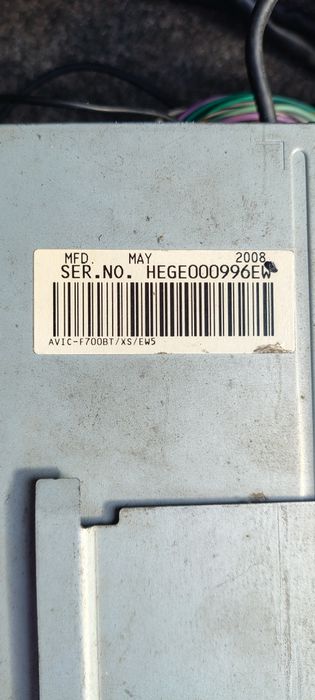 MFD. MAY 2008
SER.NO. HEGE000996EW
AVIC-F700BT/XS/EW5